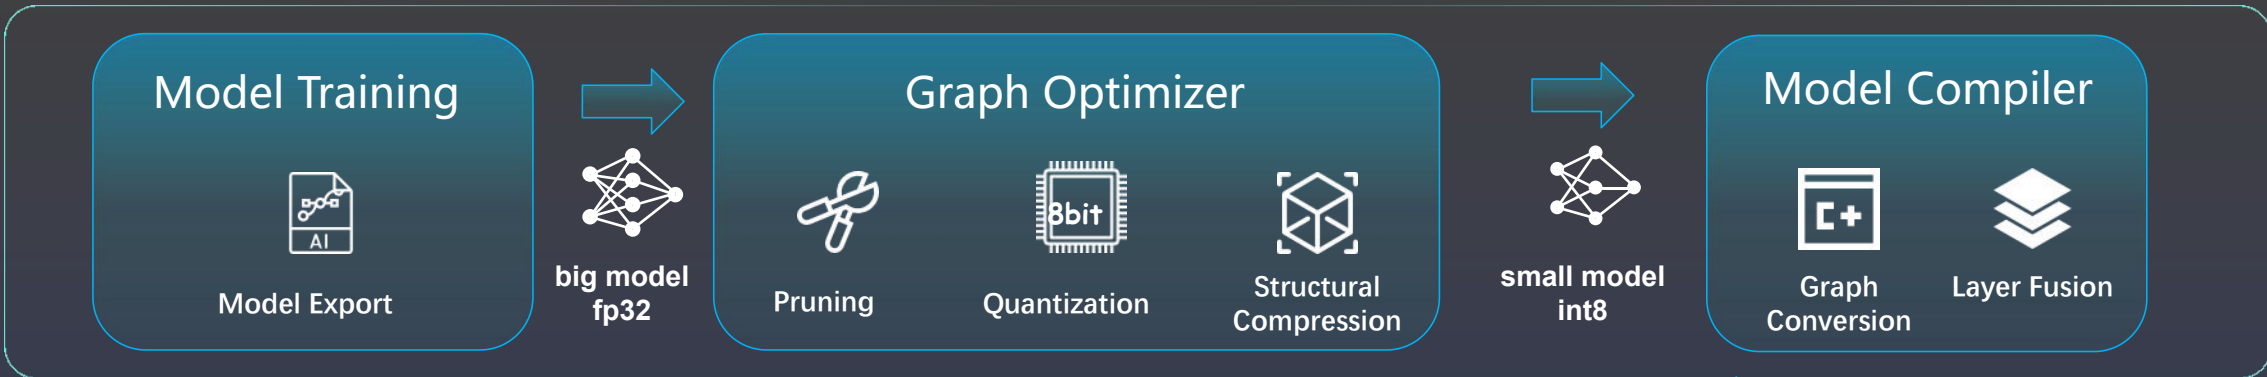 Model Training
AI
Model Export
big model
fp32
Graph Optimizer
Pruning
8bit
Quantization
Structural
Compression
small model
int8
Model Compiler
C+
Graph
Conversion
Layer Fusion